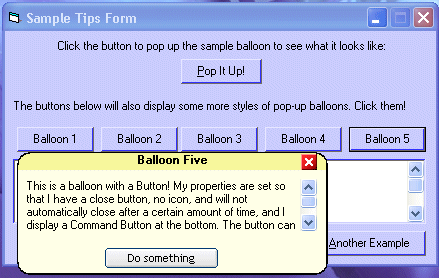 Sample Tips Form
Click the button to pop up the sample balloon to see what it looks like:
Pop It Up!
The buttons below will also display some more styles of pop-up balloons. Click them!
Balloon 1
Balloon 2
Balloon 3
Balloon 4
Balloon 5
Balloon Five
This is a balloon with a Button! My properties are set so
that I have a close button, no icon, and will not
automatically close after a certain amount of time, and I
display a Command Button at the bottom. The button can
Do something
Another Example